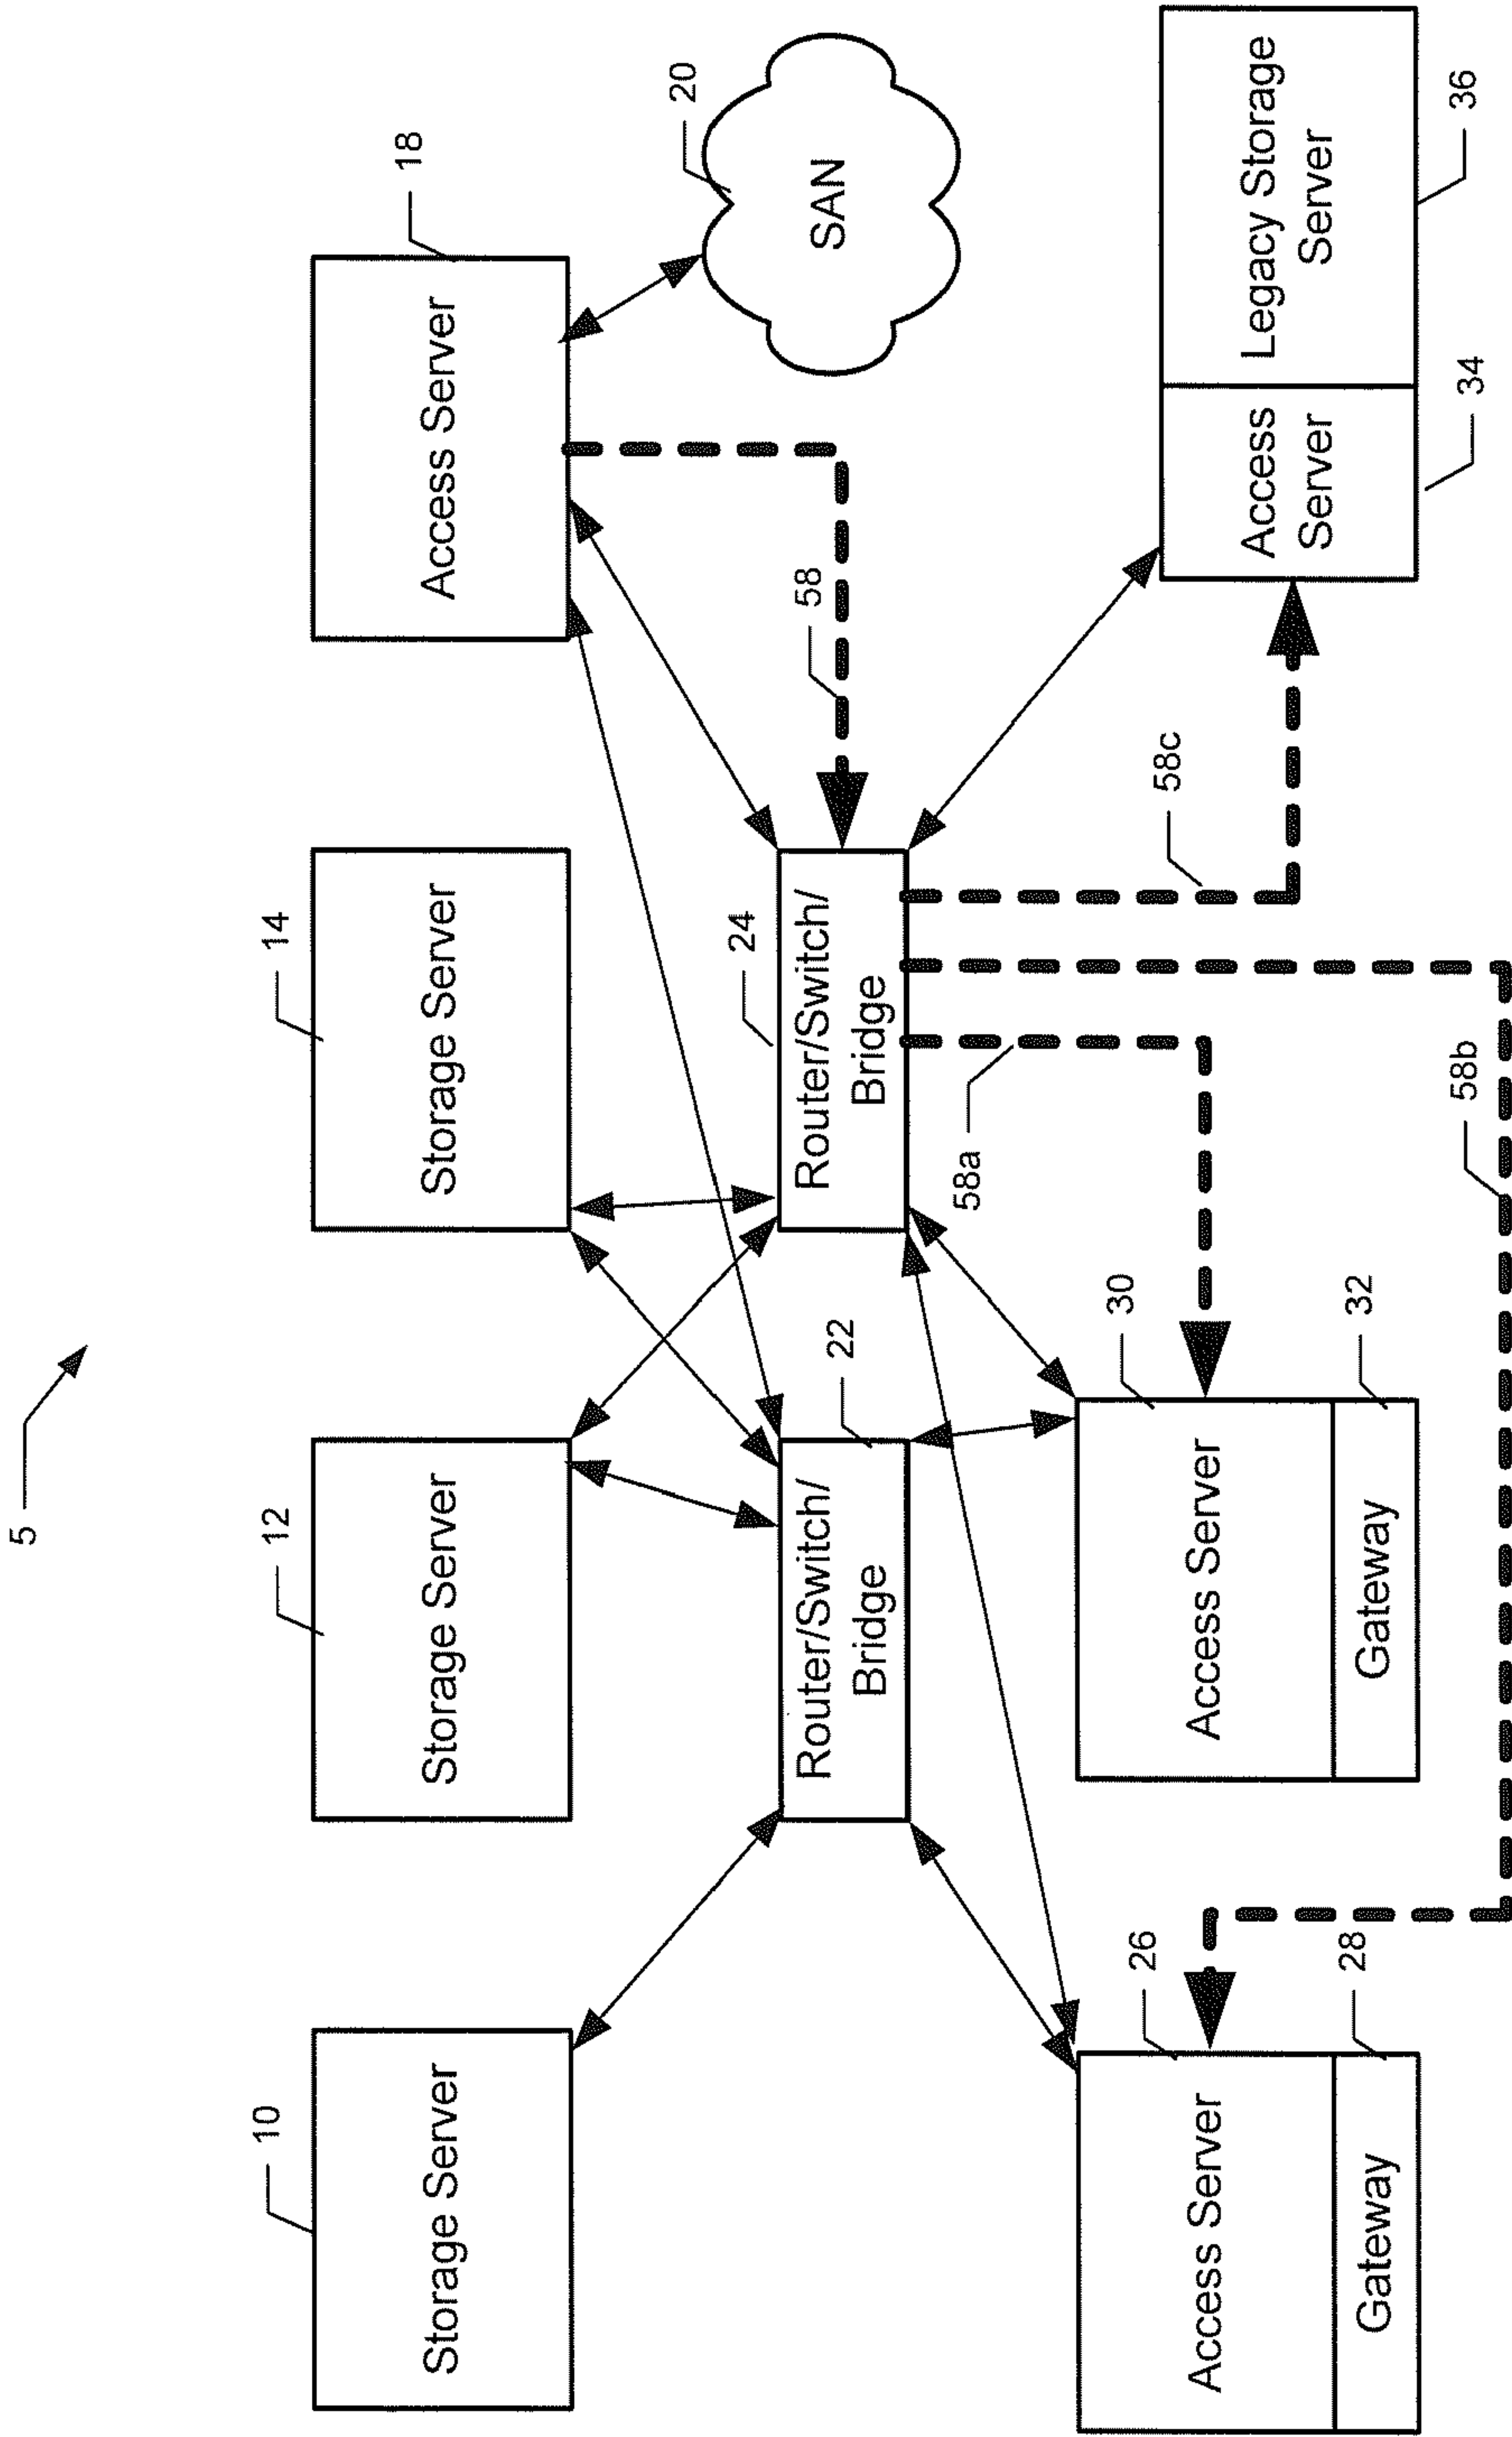 5
10
Storage Server
12
Storage Server
14
Storage Server
18
Access Server
20
SAN
22
Router/Switch/
Bridge
24
Router/Switch/
Bridge
58
58a
58c
58b
26
Access Server
28
Gateway
30
Access Server
32
Gateway
Access
Server
34
Legacy Storage
Server
36